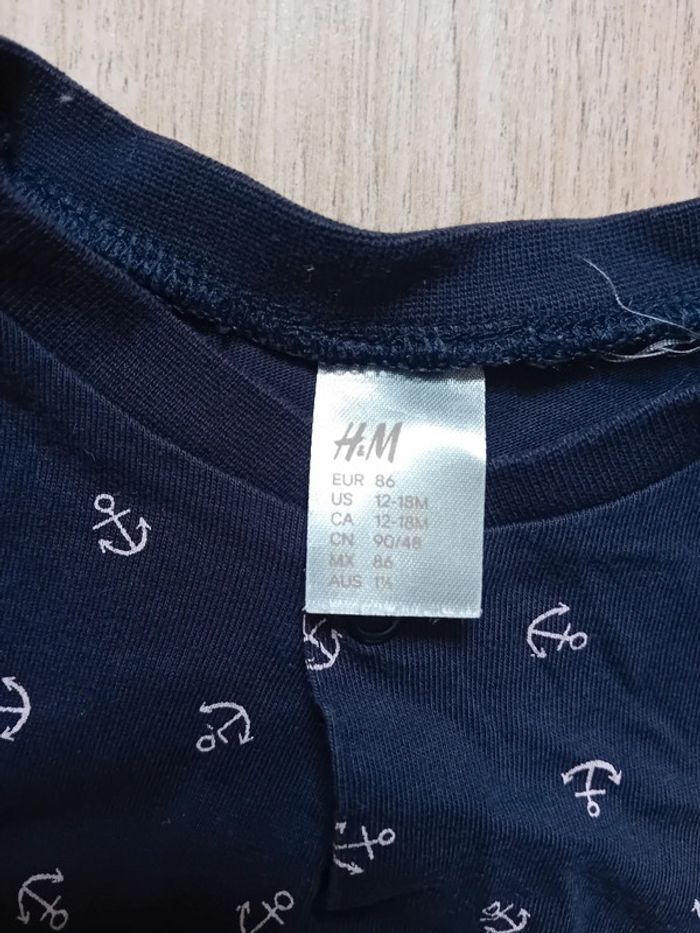 H&M
EUR 86
US 12-18M
CA 12-18M
CN 90/48
MX 86
AUS 1½